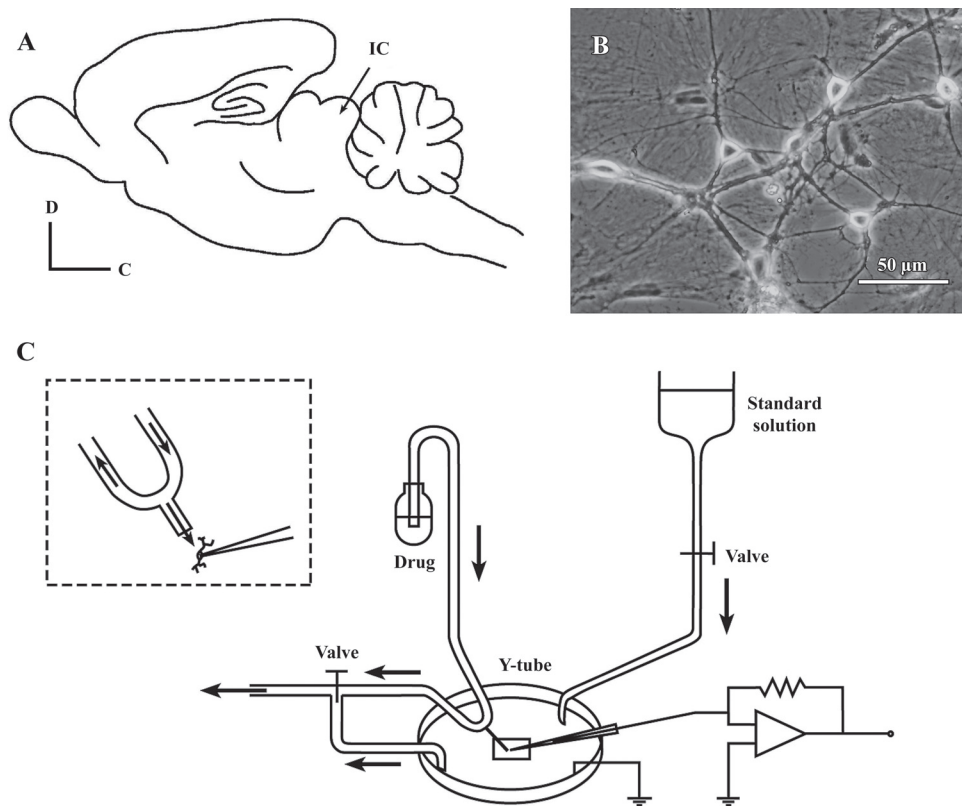 A
IC
D
C
B
50 µm
C
Standard
solution
Drug
Valve
Valve
Y-tube